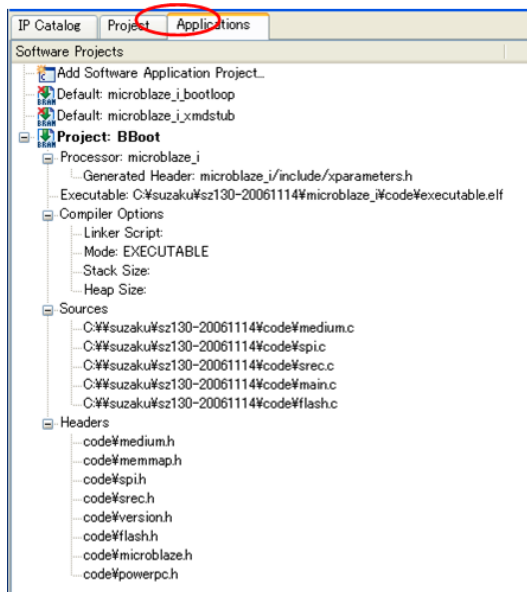 IP Catalog Project Applications
Software Projects
Add Software Application Project...
Default: microblaze_i_bootloop
Default: microblaze_i_xmdstub
Project: BBoot
Processor: microblaze_i
Generated Header: microblaze_i/include/xparameters.h
Executable: C:¥suzaku¥sz130-20061114¥microblaze_i¥code¥executable.elf
Compiler Options
Linker Script:
Mode: EXECUTABLE
Stack Size:
Heap Size:
Sources
C:¥¥suzaku¥sz130-20061114¥code¥medium.c
C:¥¥suzaku¥sz130-20061114¥code¥spi.c
C:¥¥suzaku¥sz130-20061114¥code¥srec.c
C:¥¥suzaku¥sz130-20061114¥code¥main.c
C:¥¥suzaku¥sz130-20061114¥code¥flash.c
Headers
code¥medium.h
code¥memmap.h
code¥spi.h
code¥srec.h
code¥version.h
code¥flash.h
code¥microblaze.h
code¥powerpc.h